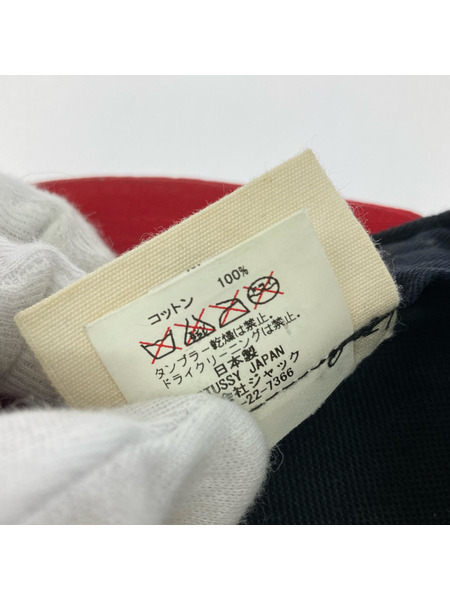 コットン 100%
タンブラー乾燥は禁止.
ドライクリーニングは禁止.
日本製
TUSSY JAPAN
会社ジャック
-22-7366